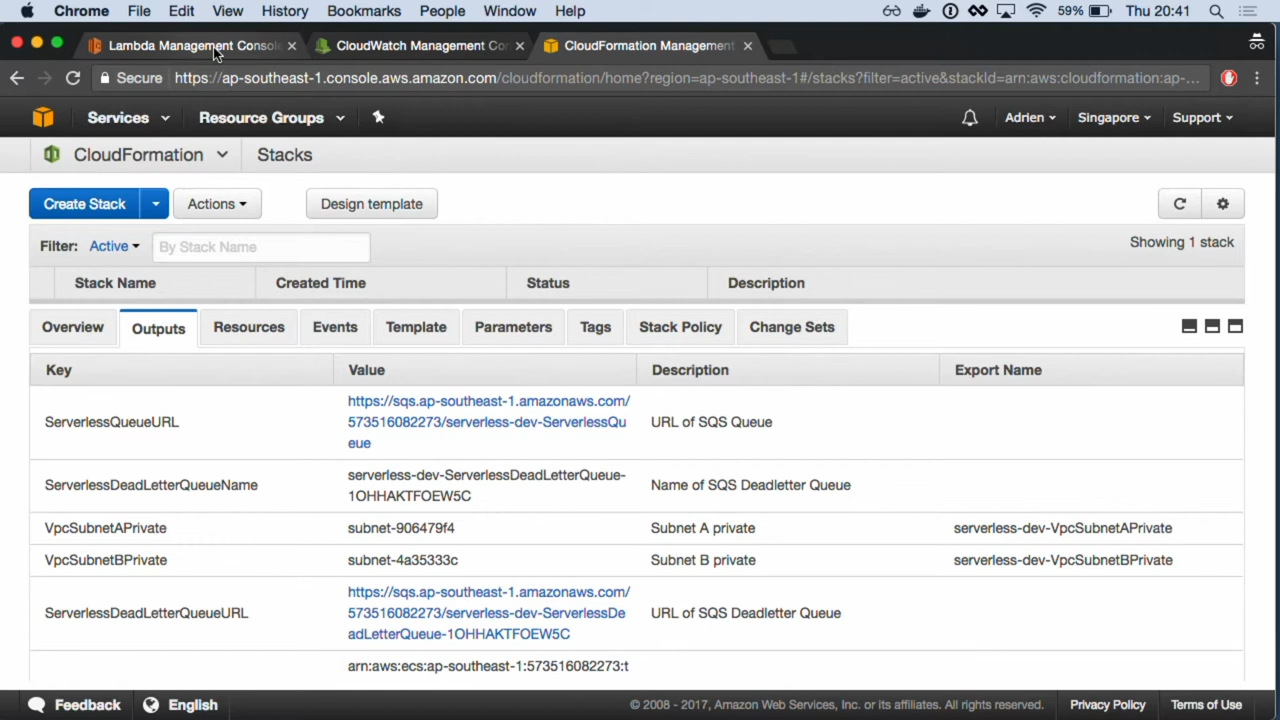 Chrome File Edit View History Bookmarks People Window Help 59% Thu 20:41
Lambda Management Console CloudWatch Management Co CloudFormation Management
Secure https://ap-southeast-1.console.aws.amazon.com/cloudformation/home?region=ap-southeast-1#/stacks?filter=active&stackId=arn:aws:cloudformation:ap-...
Services Resource Groups Adrien Singapore Support
CloudFormation Stacks
Create Stack Actions Design template
Filter: Active By Stack Name Showing 1 stack
Stack Name Created Time Status Description
Overview Outputs Resources Events Template Parameters Tags Stack Policy Change Sets
Key Value Description Export Name
https://sqs.ap-southeast-1.amazonaws.com/
ServerlessQueueURL 573516082273/serverless-dev-ServerlessQu URL of SQS Queue
eue
serverless-dev-ServerlessDeadLetterQueue-
ServerlessDeadLetterQueueName Name of SQS Deadletter Queue
1OHHAKTFOEW5C
VpcSubnetAPrivate subnet-906479f4 Subnet A private serverless-dev-VpcSubnetAPrivate
VpcSubnetBPrivate subnet-4a35333c Subnet B private serverless-dev-VpcSubnetBPrivate
https://sqs.ap-southeast-1.amazonaws.com/
ServerlessDeadLetterQueueURL 573516082273/serverless-dev-ServerlessDe URL of SQS Deadletter Queue
adLetterQueue-1OHHAKTFOEW5C
arn:aws:ecs:ap-southeast-1:573516082273:t
Feedback English © 2008 - 2017, Amazon Web Services, Inc. or its affiliates. All rights reserved. Privacy Policy Terms of Use